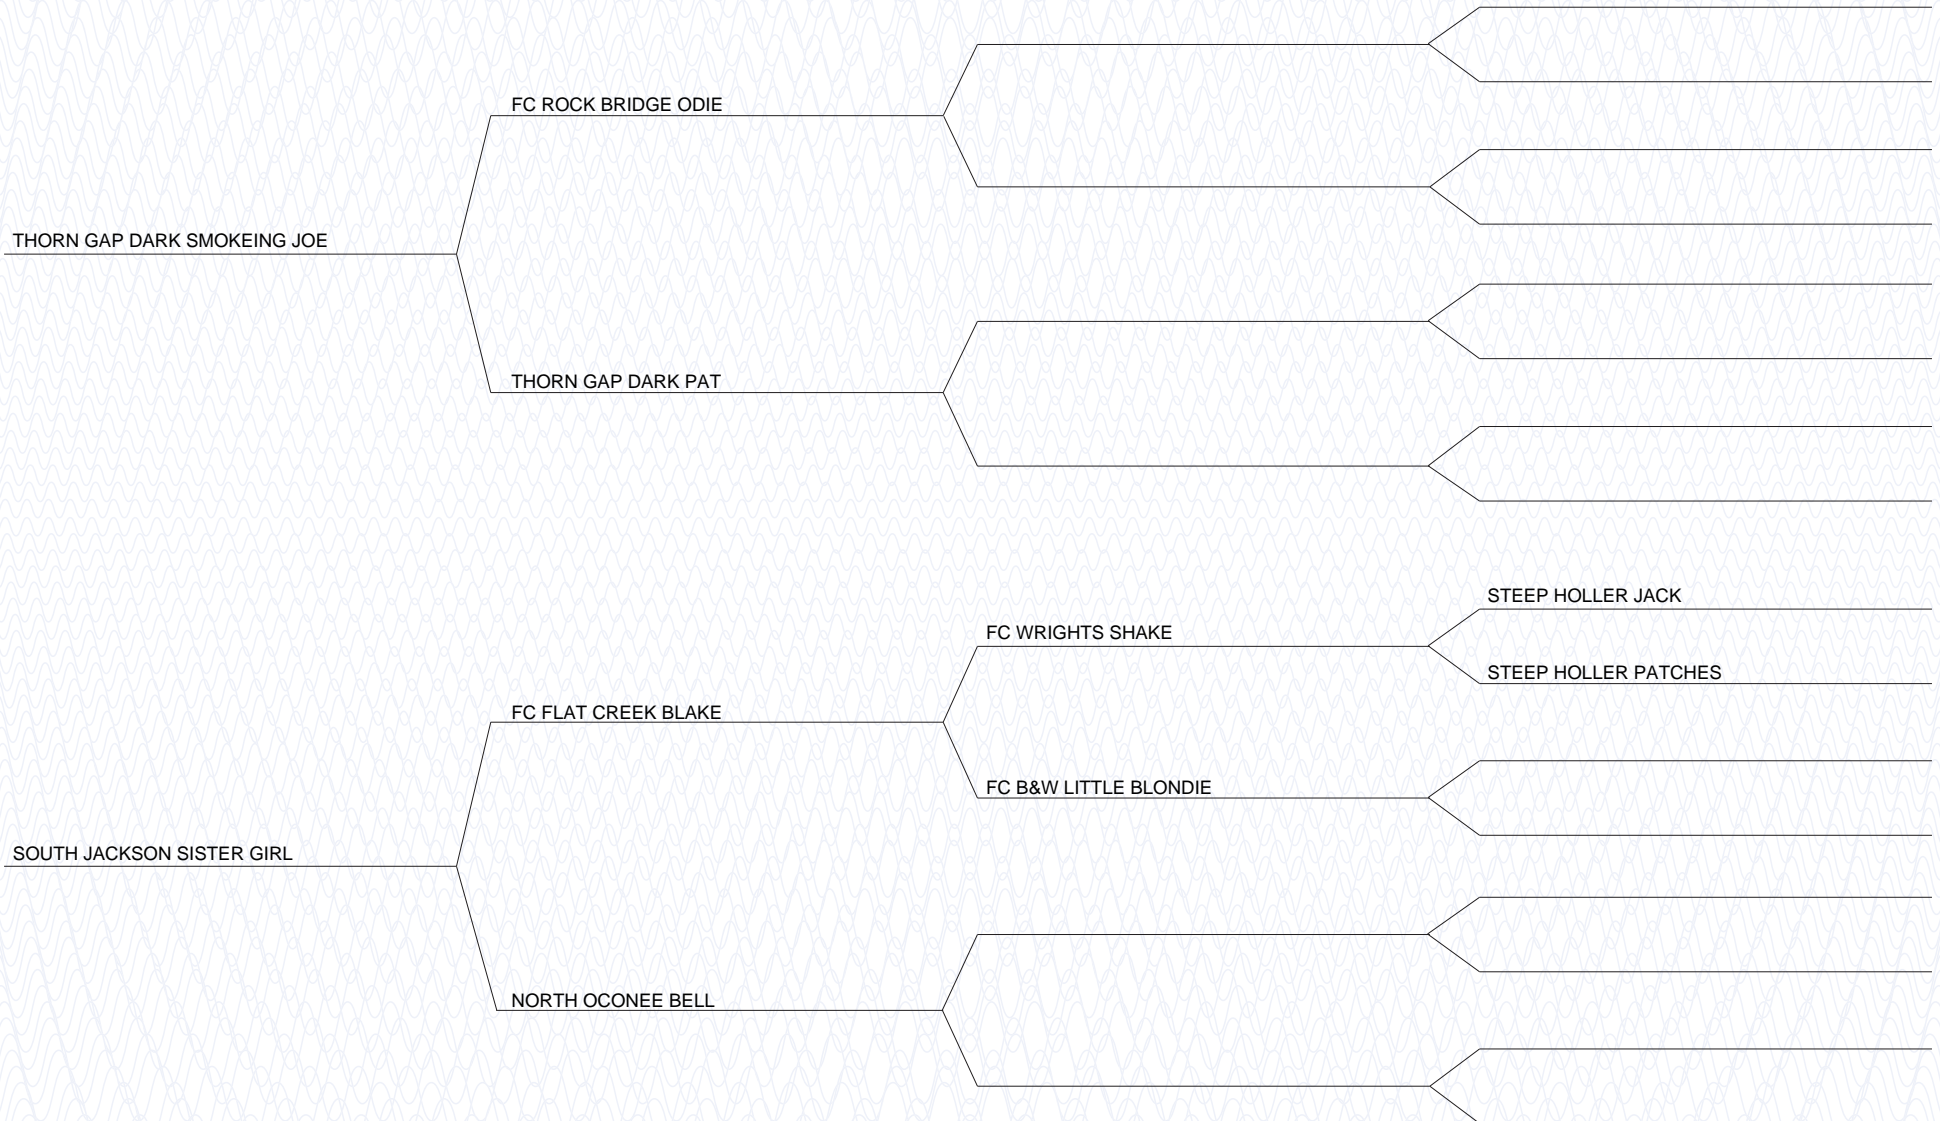 FC ROCK BRIDGE ODIE
THORN GAP DARK SMOKEING JOE
THORN GAP DARK PAT
STEEP HOLLER JACK
FC WRIGHTS SHAKE
STEEP HOLLER PATCHES
FC FLAT CREEK BLAKE
FC B&W LITTLE BLONDIE
SOUTH JACKSON SISTER GIRL
NORTH OCONEE BELL